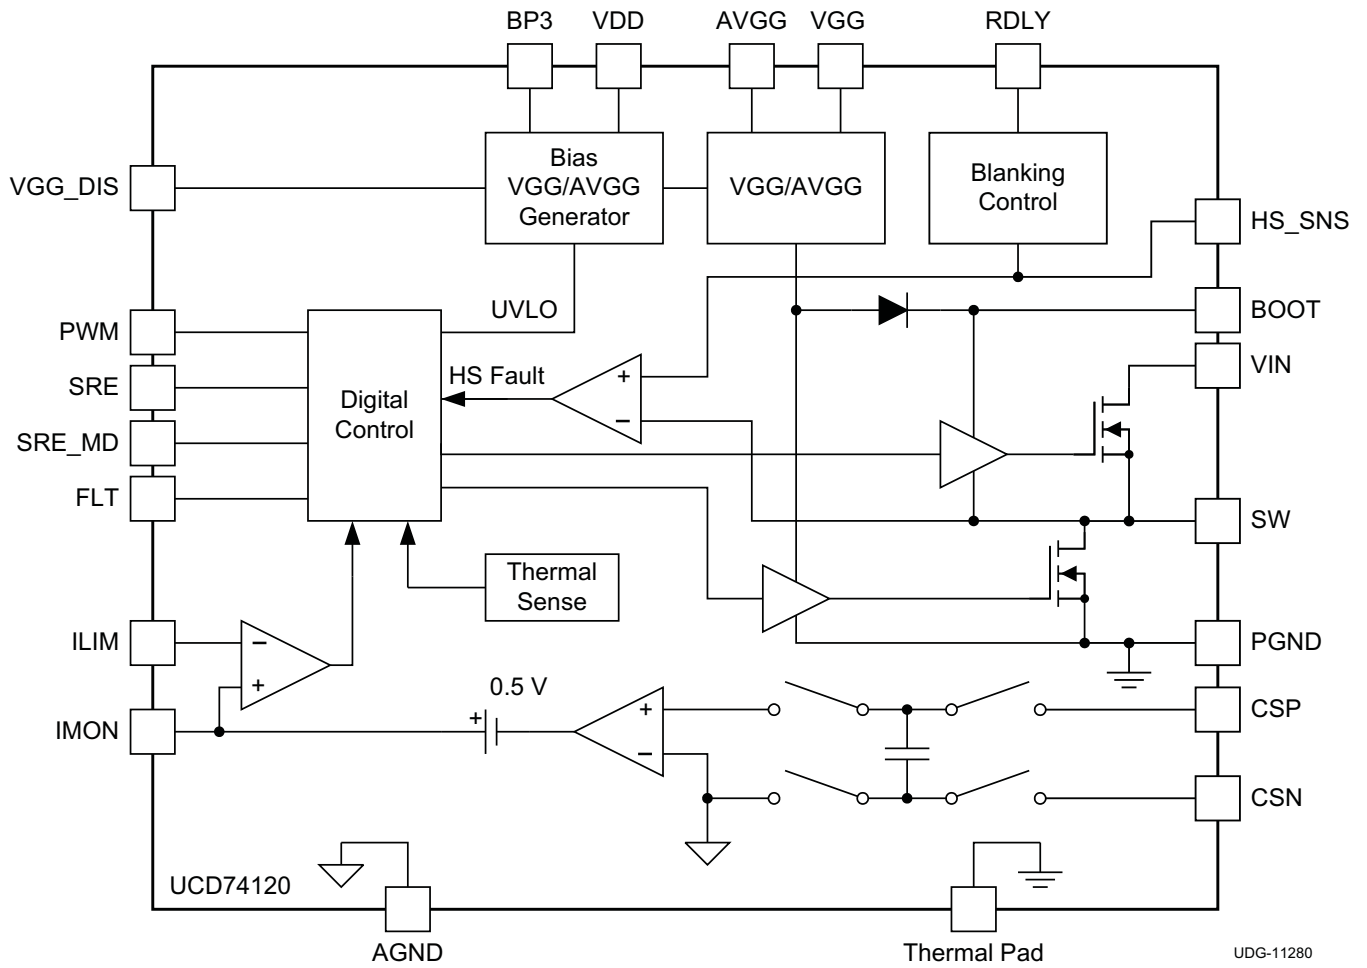 BP3 VDD AVGG VGG RDLY
VGG_DIS
Bias
VGG/AVGG
Generator
VGG/AVGG
Blanking
Control
HS_SNS
UVLO
BOOT
PWM
VIN
SRE
HS Fault
+
−
Digital
Control
SRE_MD
FLT
SW
Thermal
Sense
ILIM
−
+
PGND
0.5 V
+
IMON
+
−
CSP
CSN
UCD74120
AGND
Thermal Pad
UDG-11280